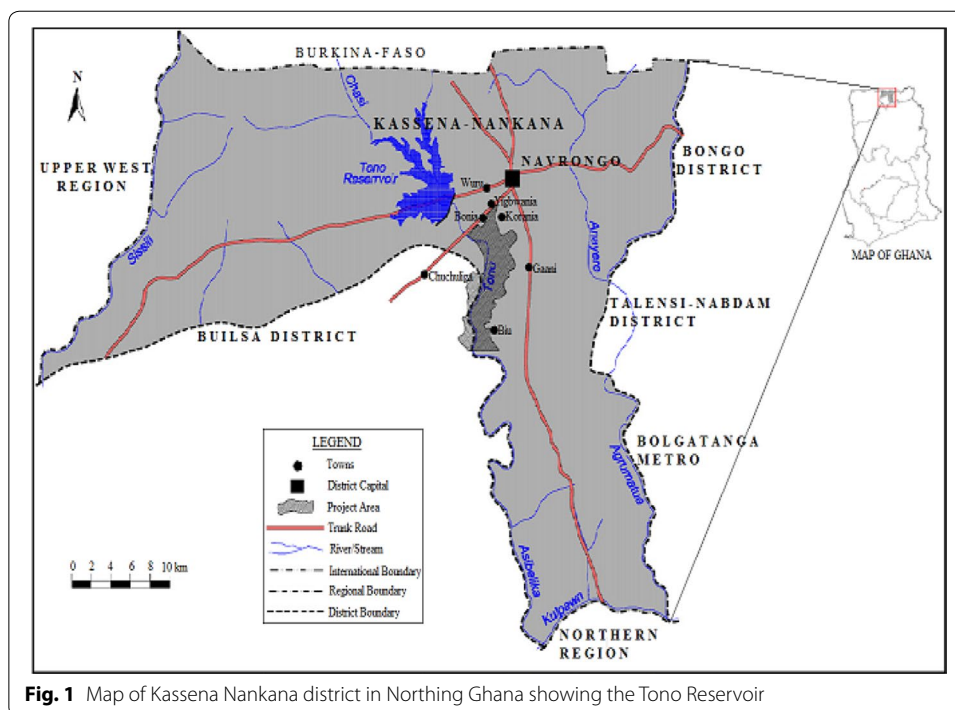 BURKINA-FASO
N
Chasi
KASSENA-NANKANA
UPPER WEST
REGION
Tono
Reservoir
NAVRONGO
BONGO
DISTRICT
Wuru
Yigbwania
Bonia
Korania
MAP OF GHANA
Sissili
Anayero
Tono
Gaani
Chuchuliga
TALENSI-NABDAM
DISTRICT
BUILSA DISTRICT
Biu
BOLGATANGA
METRO
LEGEND
Towns
District Capital
Project Area
Trunk Road
River/Stream
International Boundary
Regional Boundary
District Boundary
Agrumatue
Asibelika
Kulpawn
0 2 4 6 8 10 km
NORTHERN
REGION
Fig. 1 Map of Kassena Nankana district in Northing Ghana showing the Tono Reservoir